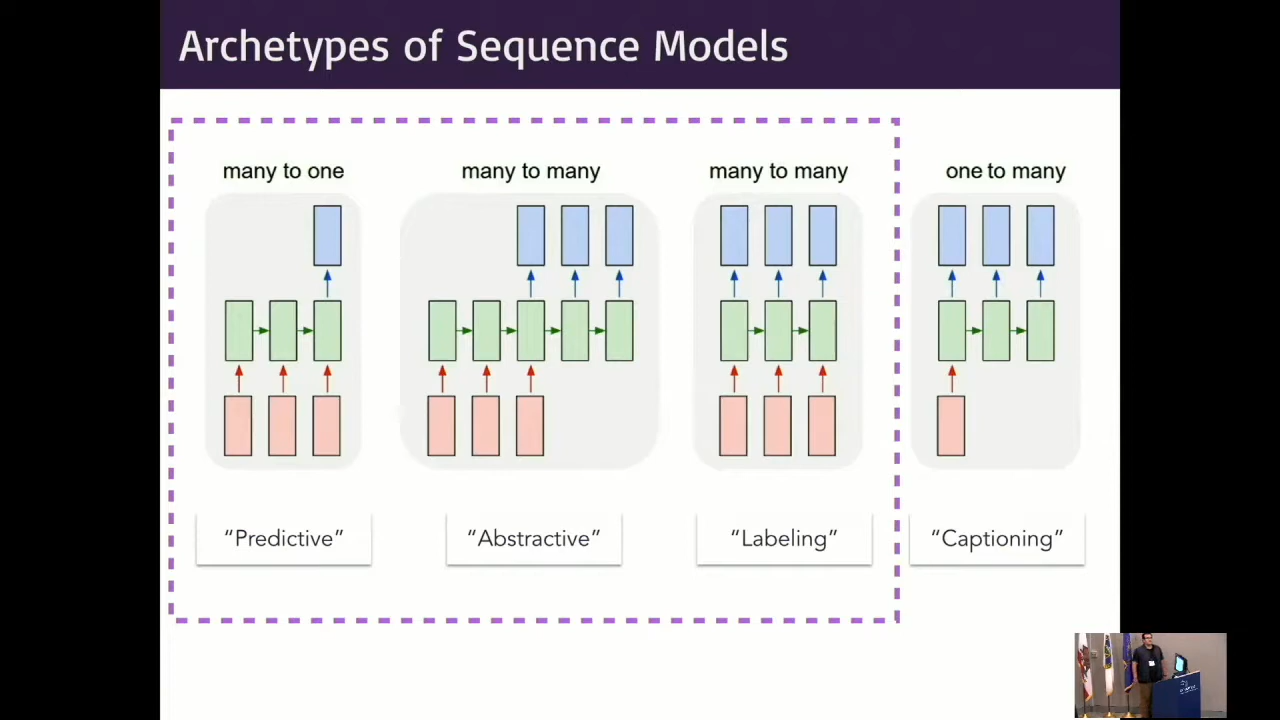 Archetypes of Sequence Models
many to one
many to many
many to many
one to many
“Predictive”
“Abstractive”
“Labeling”
“Captioning”